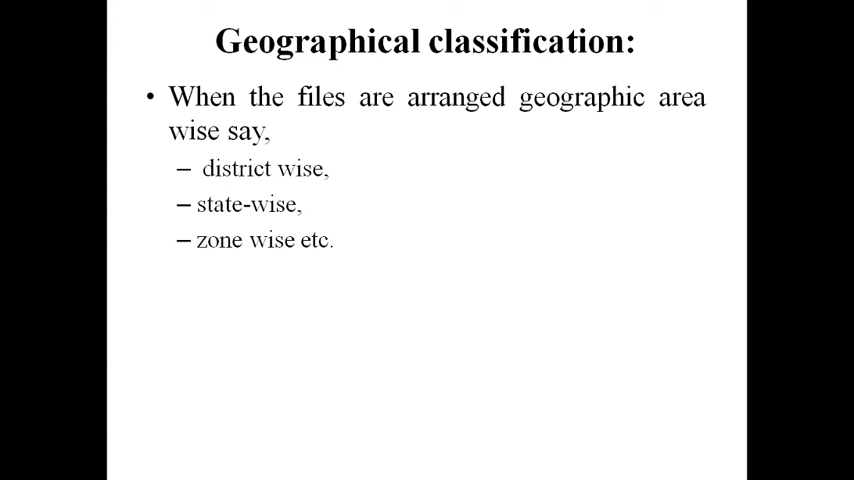 Geographical classification:
• When the files are arranged geographic area
wise say,
– district wise,
– state-wise,
– zone wise etc.